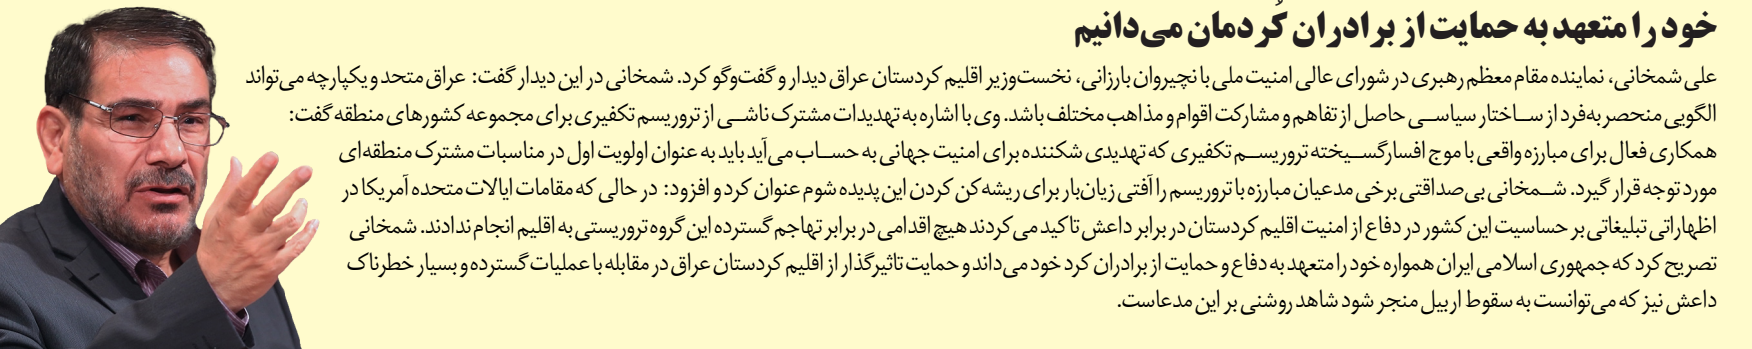 خود را متعهد به حمایت از برادران کُردمان می‌دانیم
علی شمخانی، نماینده مقام معظم رهبری در شورای عالی امنیت ملی با نچیروان بارزانی، نخست‌وزیر اقلیم کردستان عراق دیدار و گفت‌وگو کرد. شمخانی در این دیدار گفت: عراق متحد و یکپارچه می‌تواند
الگویی منحصر به‌فرد از ساختار سیاسی حاصل از تفاهم و مشارکت اقوام و مذاهب مختلف باشد. وی با اشاره به تهدیدات مشترک ناشی از تروریسم تکفیری برای مجموعه کشورهای منطقه گفت:
همکاری فعال برای مبارزه واقعی با موج افسارگسیخته تروریسم تکفیری که تهدیدی شکننده برای امنیت جهانی به حساب می‌آید باید به عنوان اولویت اول در مناسبات مشترک منطقه‌ای
مورد توجه قرار گیرد. شمخانی بی‌صداقتی برخی مدعیان مبارزه با تروریسم را آفتی زیان‌بار برای ریشه‌کن کردن این پدیده شوم عنوان کرد و افزود: در حالی که مقامات ایالات متحده آمریکا در
اظهاراتی تبلیغاتی بر حساسیت این کشور در دفاع از امنیت اقلیم کردستان در برابر داعش تاکید می‌کردند هیچ اقدامی در برابر تهاجم گسترده این گروه تروریستی به اقلیم انجام ندادند. شمخانی
تصریح کرد که جمهوری اسلامی ایران همواره خود را متعهد به دفاع و حمایت از برادران کرد خود می‌داند و حمایت تاثیرگذار از اقلیم کردستان عراق در مقابله با عملیات گسترده و بسیار خطرناک
داعش نیز که می‌توانست به سقوط اربیل منجر شود شاهد روشنی بر این مدعاست.